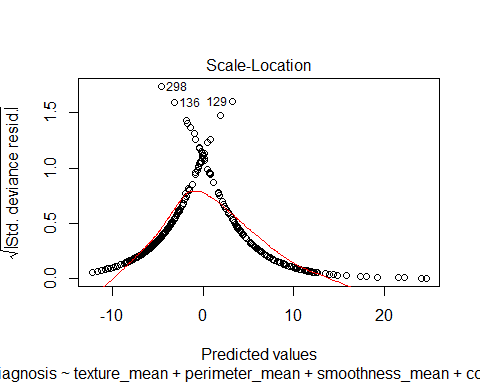 Scale-Location
√|Std. deviance resid.|
1.5
1.0
0.5
0.0
298
136
129
-10 0 10 20
Predicted values
iagnosis ~ texture_mean + perimeter_mean + smoothness_mean + co